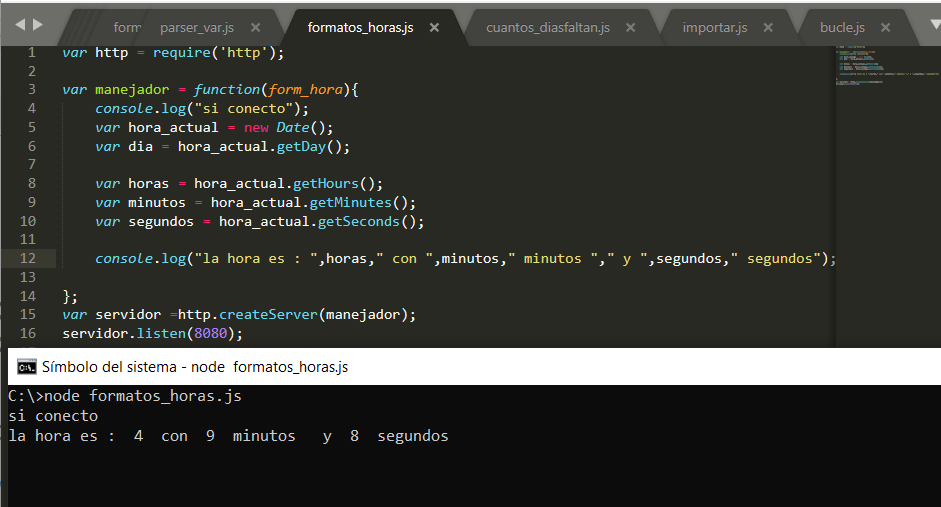 form parser_var.js × formatos_horas.js × cuantos_diasfaltan.js × importar.js × bucle.js ×
1 var http = require('http');
2
3 var manejador = function(form_hora){
4 console.log("si conecto");
5 var hora_actual = new Date();
6 var dia = hora_actual.getDay();
7
8 var horas = hora_actual.getHours();
9 var minutos = hora_actual.getMinutes();
10 var segundos = hora_actual.getSeconds();
11
12 console.log("la hora es : ",horas," con ",minutos," minutos "," y ",segundos," segundos");
13
14 };
15 var servidor =http.createServer(manejador);
16 servidor.listen(8080);
C:\. Símbolo del sistema - node formatos_horas.js
C:\>node formatos_horas.js
si conecto
la hora es :  4  con  9  minutos   y  8  segundos